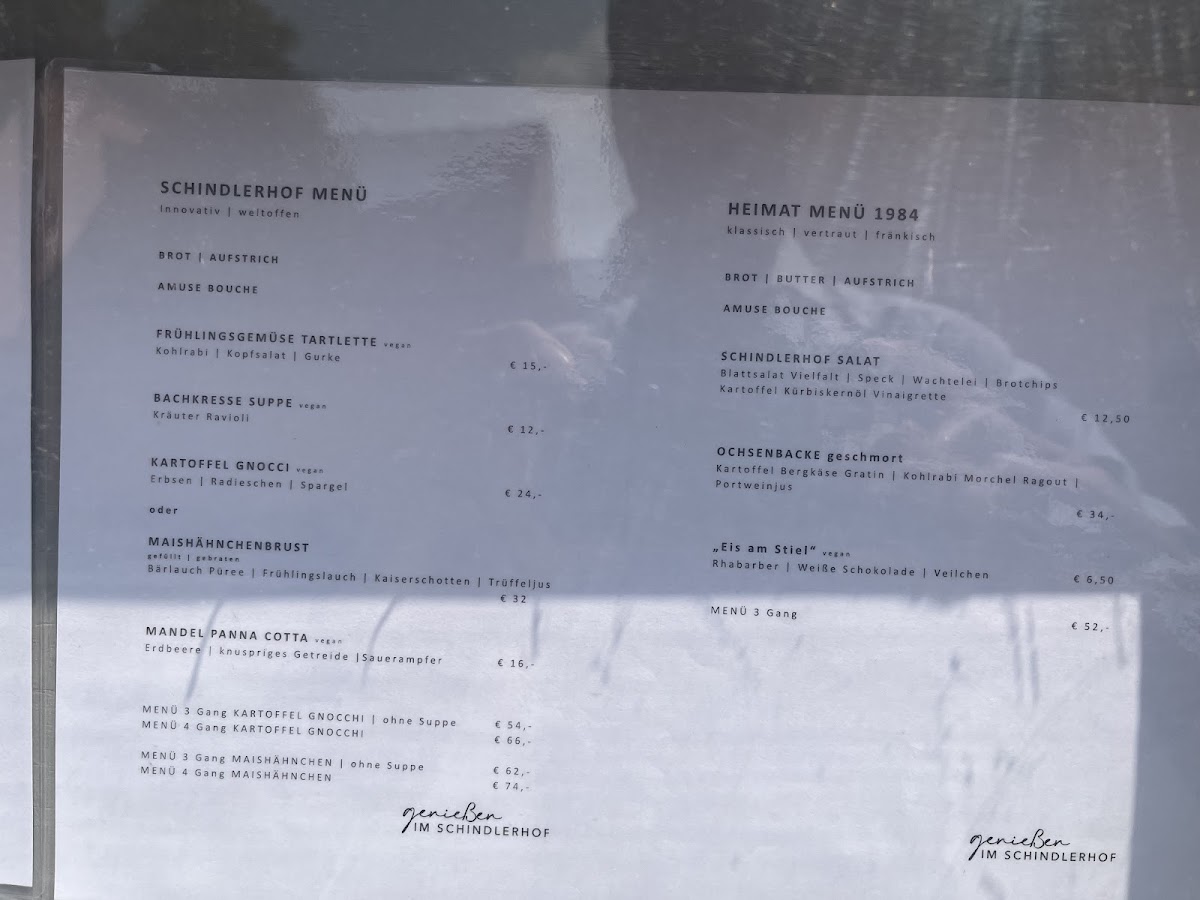 SCHINDLERHOF MENÜ
Innovativ | weltoffen
BROT | AUFSTRICH
AMUSE BOUCHE
FRÜHLINGSGEMÜSE TARTLETTE vegan
Kohlrabi | Kopfsalat | Gurke
€ 15,-
BACHKRESSE SUPPE vegan
Kräuter Ravioli
€ 12,-
KARTOFFEL GNOCCI vegan
Erbsen | Radieschen | Spargel
€ 24,-
oder
MAISHÄHNCHENBRUST
gefüllt | gebraten
Bärlauch Püree | Frühlingslauch | Kaiserschotten | Trüffeljus
€ 32
MANDEL PANNA COTTA vegan
Erdbeere | knuspriges Getreide |Sauerampfer
€ 16,-
MENÜ 3 Gang KARTOFFEL GNOCCHI | ohne Suppe € 54,-
MENÜ 4 Gang KARTOFFEL GNOCCHI € 66,-
MENÜ 3 Gang MAISHÄHNCHEN | ohne Suppe € 62,-
MENÜ 4 Gang MAISHÄHNCHEN € 74,-
genießen
IM SCHINDLERHOF
HEIMAT MENÜ 1984
klassisch | vertraut | fränkisch
BROT | BUTTER | AUFSTRICH
AMUSE BOUCHE
SCHINDLERHOF SALAT
Blattsalat Vielfalt | Speck | Wachtelei | Brotchips
Kartoffel Kürbiskernöl Vinaigrette
€ 12,50
OCHSENBACKE geschmort
Kartoffel Bergkäse Gratin | Kohlrabi Morchel Ragout |
Portweinjus
€ 34,-
„Eis am Stiel“ vegan
Rhabarber | Weiße Schokolade | Veilchen
€ 6,50
MENÜ 3 Gang
€ 52,-
genießen
IM SCHINDLERHOF